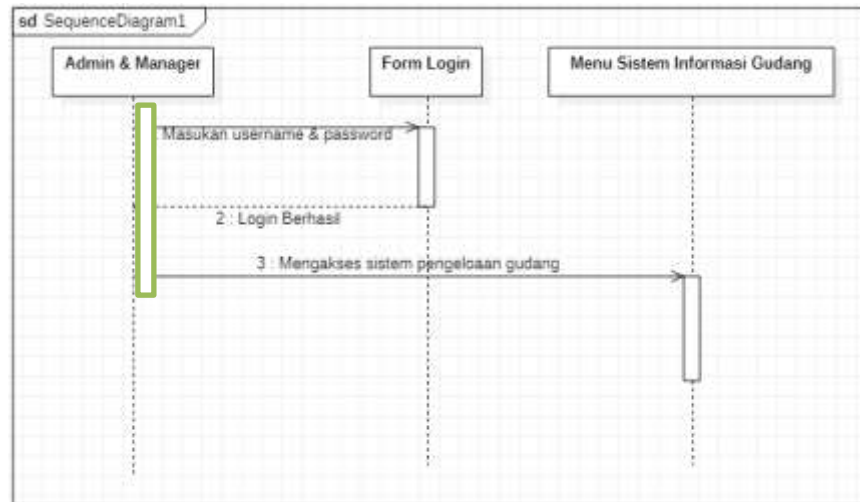 sd SequenceDiagram1
Admin & Manager
Form Login
Menu Sistem Informasi Gudang
Masukan username & password
2 : Login Berhasil
3 : Mengakses sistem pengeloaan gudang